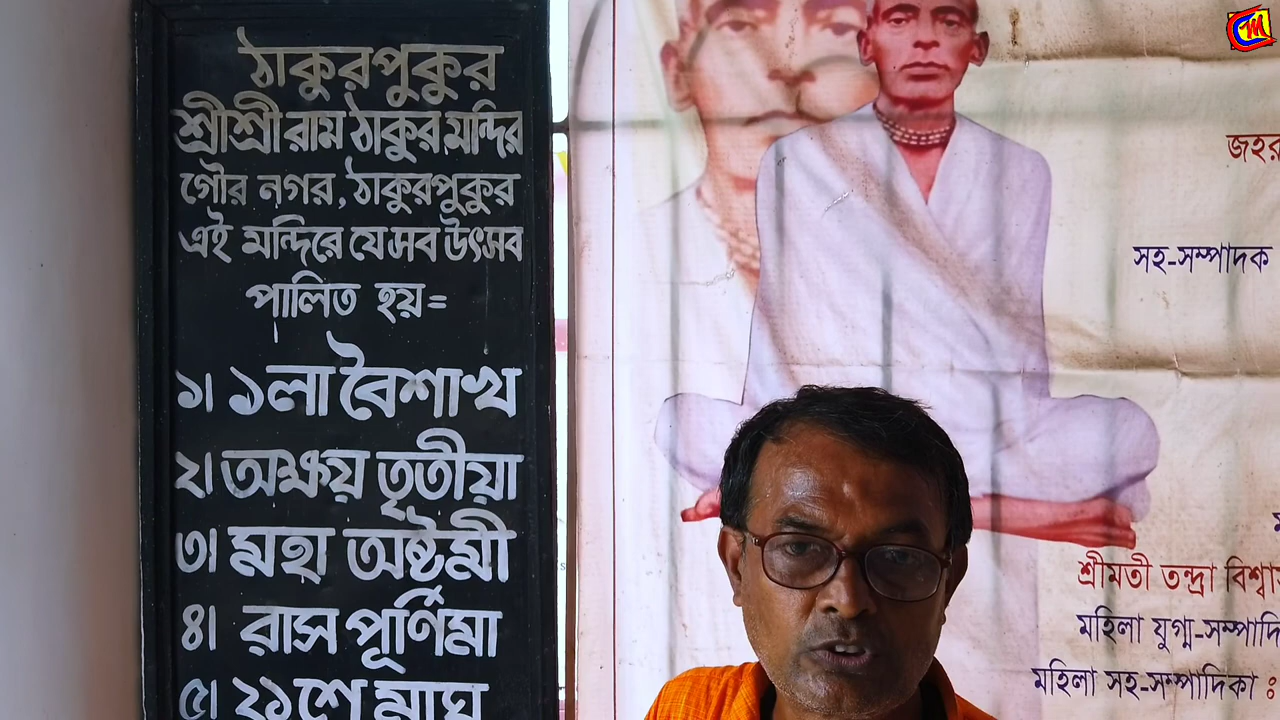 ঠাকুরপুকুর
শ্রীশ্রী রাম ঠাকুর মন্দির
গৌর নগর, ঠাকুরপুকুর
এই মন্দিরে যেসব উৎসব
পালিত হয়=
১। ১লা বৈশাখ
২। অক্ষয় তৃতীয়া
৩। মহা অষ্টমী
৪। রাস পূর্ণিমা
৫। ২১শে মাঘ
জহর
সহ-সম্পাদক
শ্রীমতী তন্দ্রা বিশ্বা
মহিলা যুগ্ম-সম্পাদি
মহিলা সহ-সম্পাদিকা :